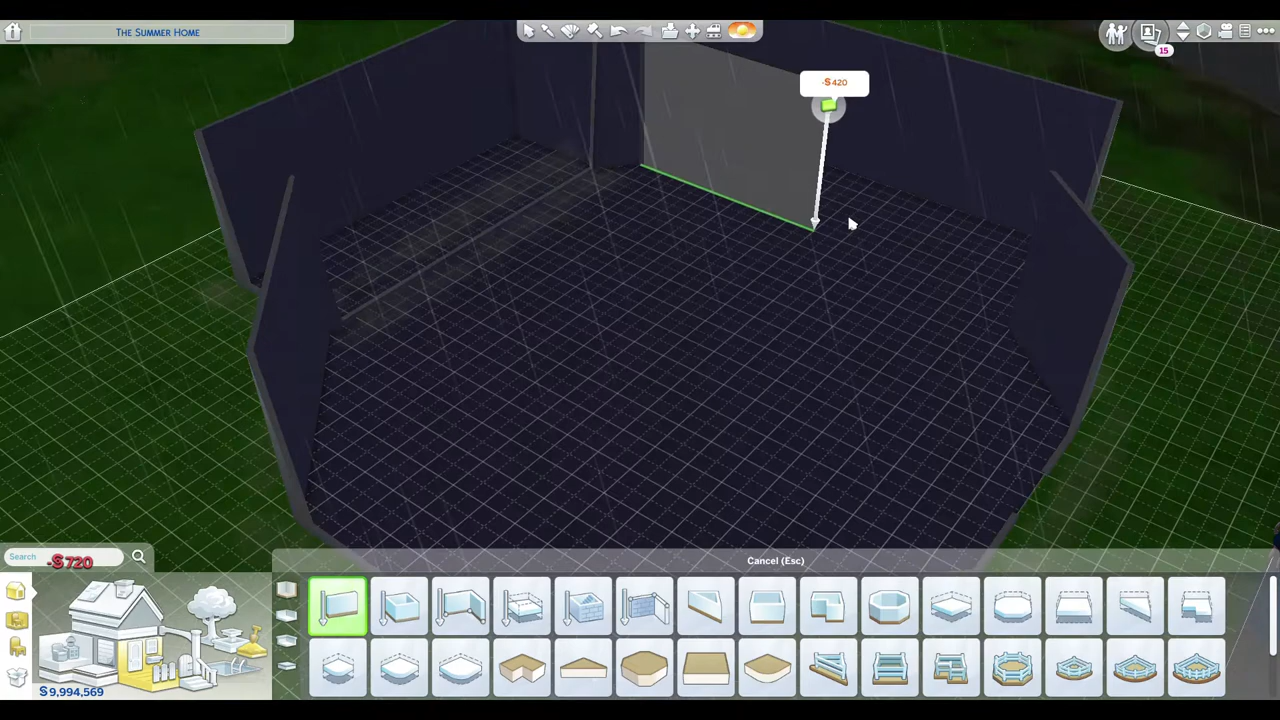 THE SUMMER HOME
15
-§420
Search
-§720
Cancel (Esc)
§9,994,569